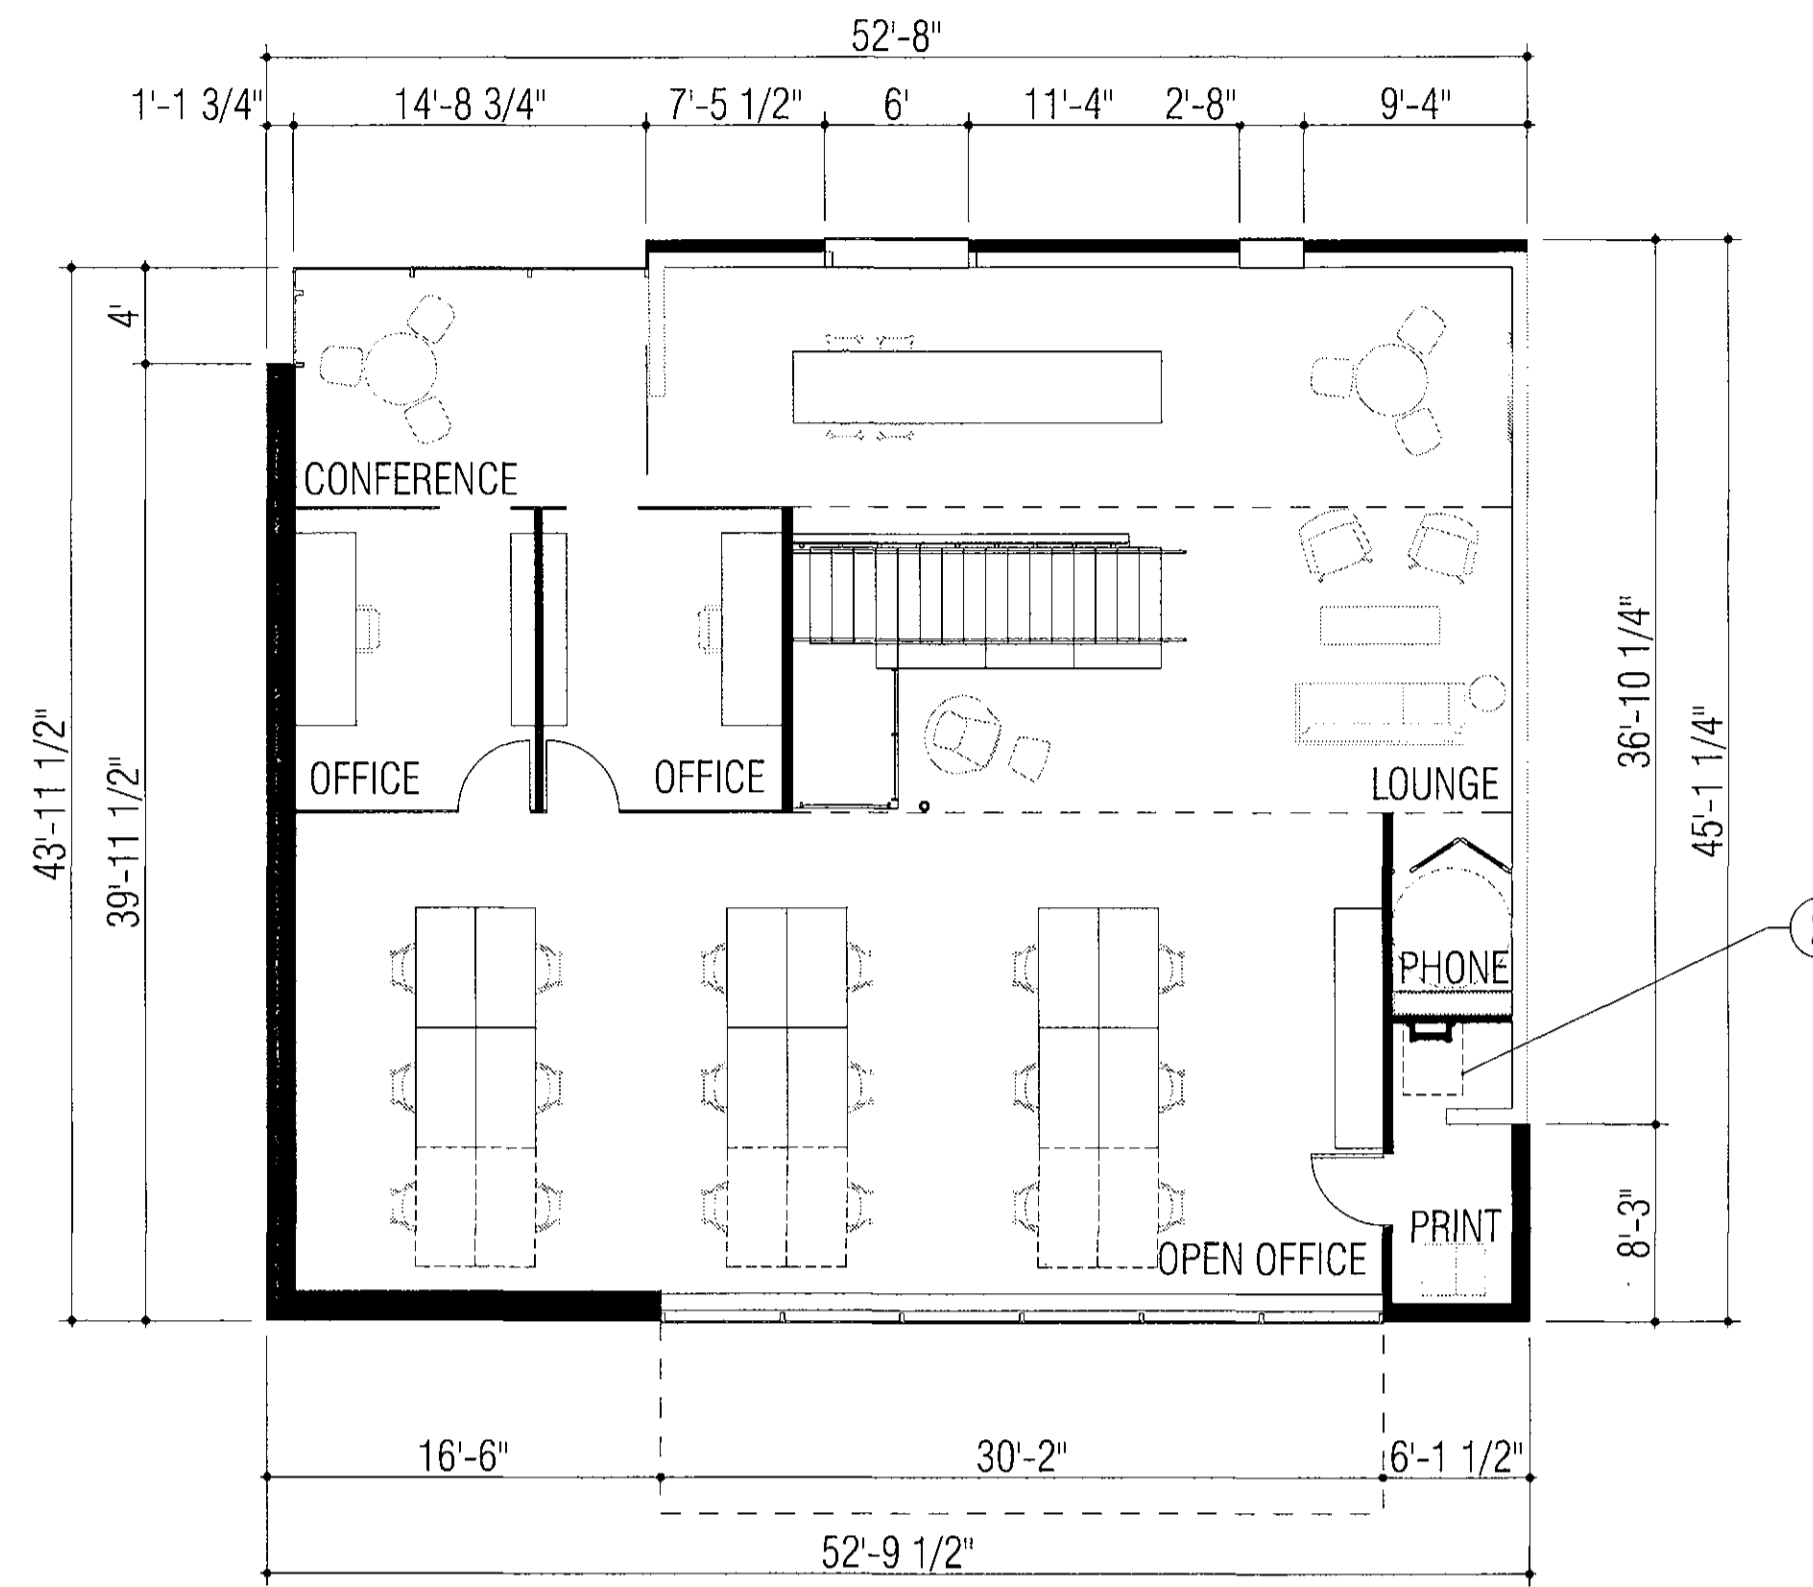 52'-8"
1'-1 3/4" 14'-8 3/4" 7'-5 1/2" 6' 11'-4" 2'-8" 9'-4"
4'
43'-11 1/2"
39'-11 1/2"
CONFERENCE
OFFICE
OFFICE
LOUNGE
36'-10 1/4"
45'-1 1/4"
PHONE
8'-3"
PRINT
OPEN OFFICE
16'-6" 30'-2" 6'-1 1/2"
52'-9 1/2"